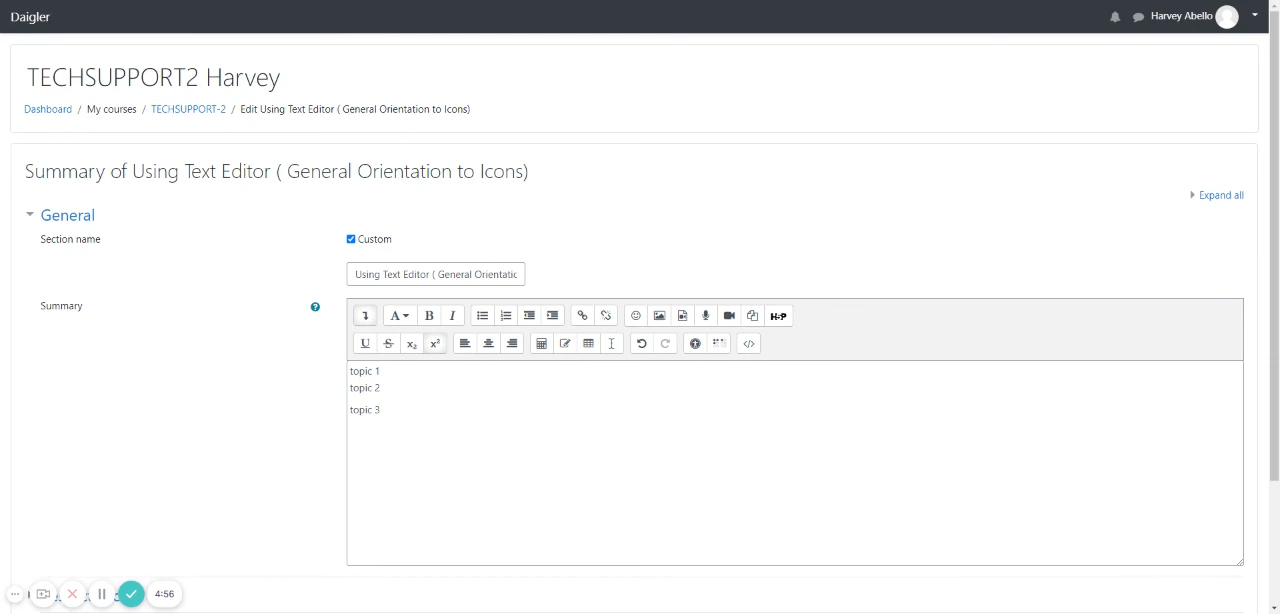 Daigler
Harvey Abello
TECHSUPPORT2 Harvey
Dashboard / My courses / TECHSUPPORT-2 / Edit Using Text Editor ( General Orientation to Icons)
Summary of Using Text Editor ( General Orientation to Icons)
Expand all
General
Section name
Custom
Using Text Editor ( General Orientatic
Summary
A B I H-P
U S x₂ x²
topic 1
topic 2
topic 3
4:56